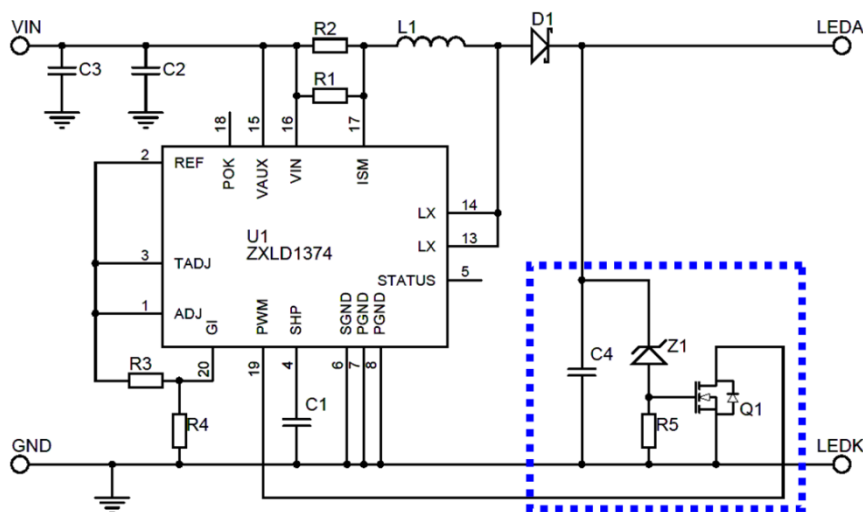 VIN
R2
L1
D1
LEDA
C3
C2
R1
18
15
16
17
2
REF
POK
VAUX
VIN
ISM
LX
14
U1
ZXLD1374
LX
13
3
TADJ
STATUS
5
1
ADJ
GI
PWM
SHP
SGND
PGND
PGND
Z1
C4
R3
20
19
4
6
7
8
C1
R4
R5
Q1
GND
LEDK